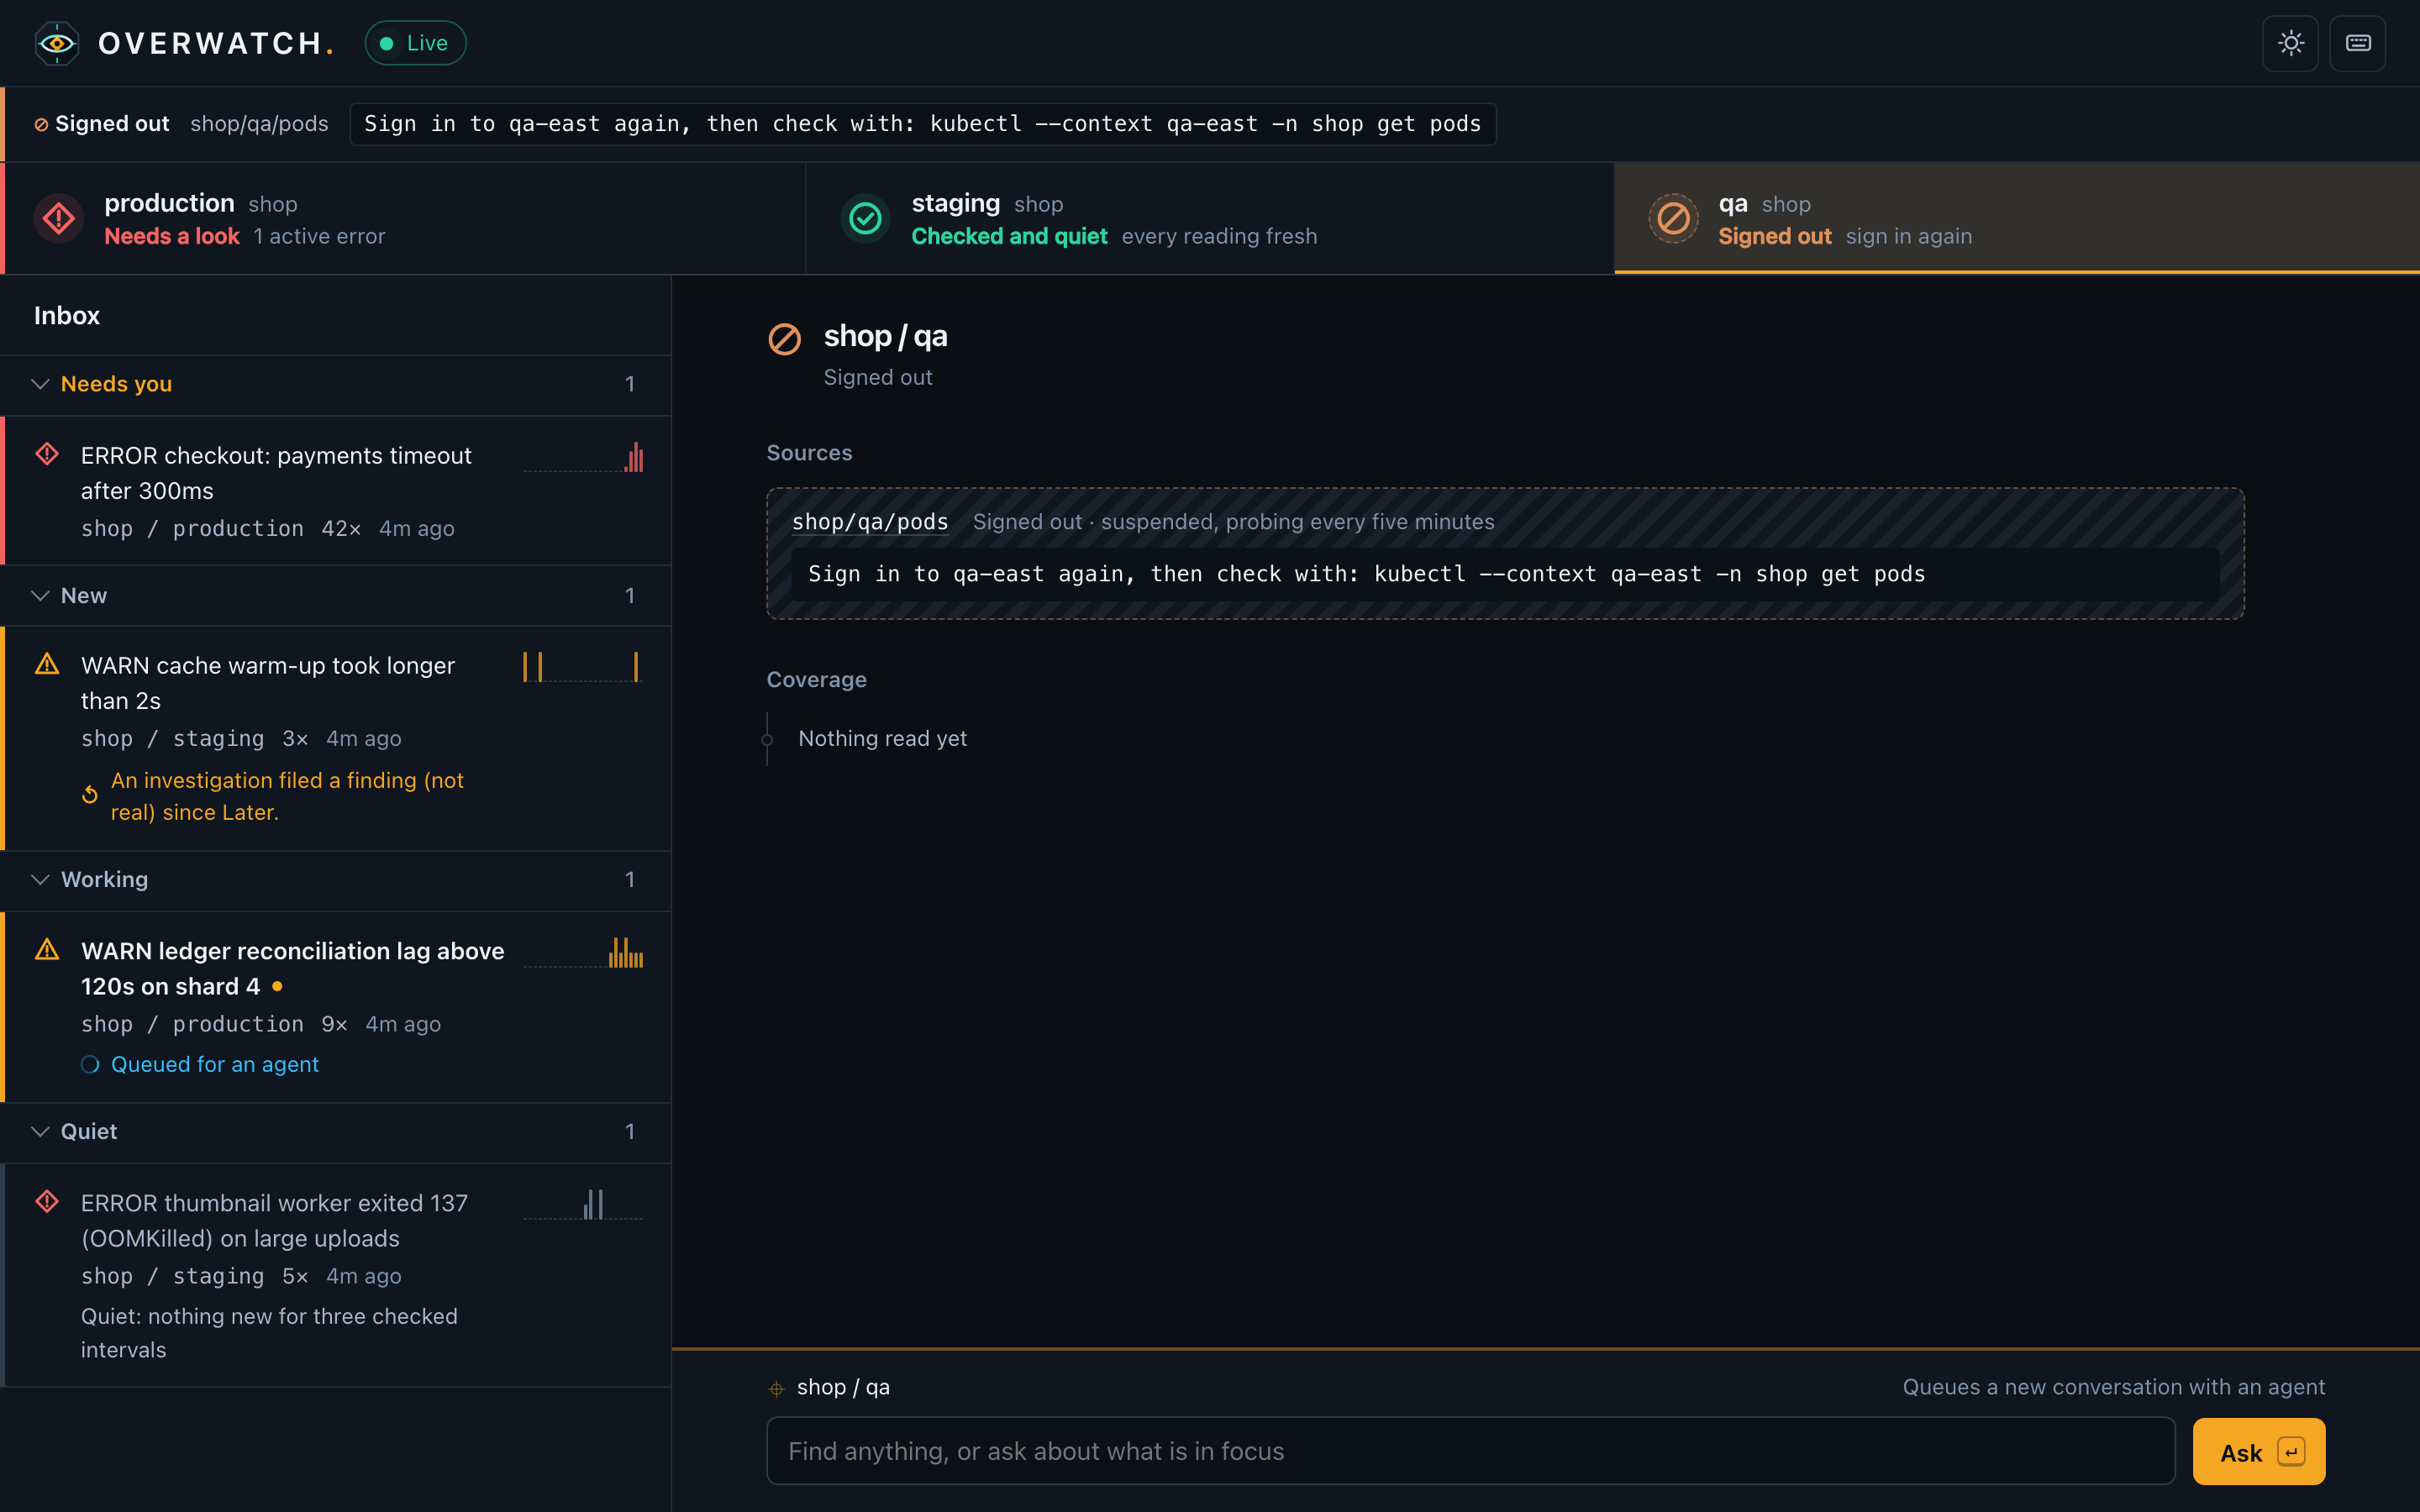 OVERWATCH.
Live
Signed out shop/qa/pods Sign in to qa-east again, then check with: kubectl --context qa-east -n shop get pods
production shop
Needs a look 1 active error
staging shop
Checked and quiet every reading fresh
qa shop
Signed out sign in again
Inbox
Needs you 1
ERROR checkout: payments timeout
after 300ms
shop / production 42× 4m ago
New 1
WARN cache warm-up took longer
than 2s
shop / staging 3× 4m ago
An investigation filed a finding (not
real) since Later.
Working 1
WARN ledger reconciliation lag above
120s on shard 4
shop / production 9× 4m ago
Queued for an agent
Quiet 1
ERROR thumbnail worker exited 137
(OOMKilled) on large uploads
shop / staging 5× 4m ago
Quiet: nothing new for three checked
intervals
shop / qa
Signed out
Sources
shop/qa/pods Signed out · suspended, probing every five minutes
Sign in to qa-east again, then check with: kubectl --context qa-east -n shop get pods
Coverage
Nothing read yet
shop / qa
Queues a new conversation with an agent
Find anything, or ask about what is in focus
Ask ↵